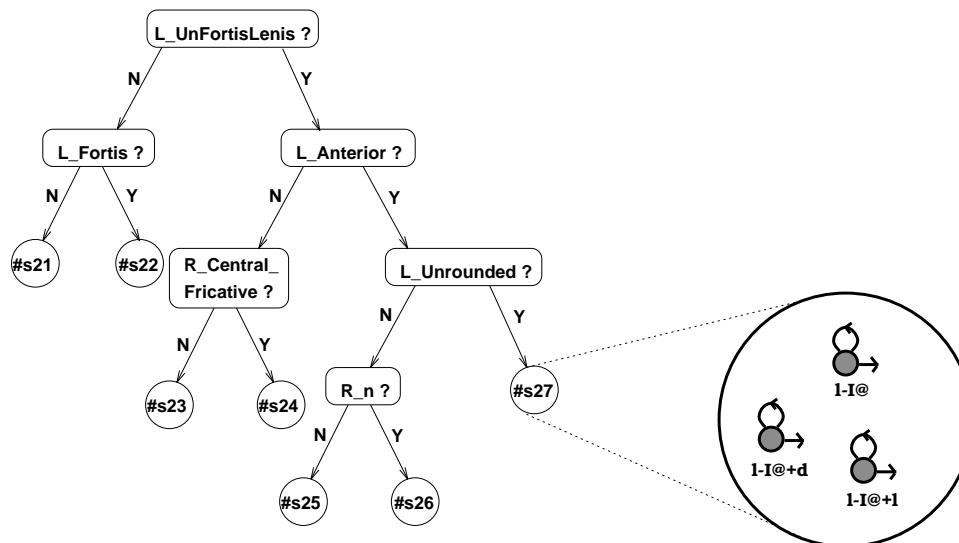 L_UnFortisLenis ?
N
Y
L_Fortis ?
L_Anterior ?
N
Y
N
Y
#s21
#s22
R_Central_
Fricative ?
L_Unrounded ?
N
Y
N
Y
#s23
#s24
R_n ?
#s27
N
Y
#s25
#s26
l-I@
l-I@+d
l-I@+l